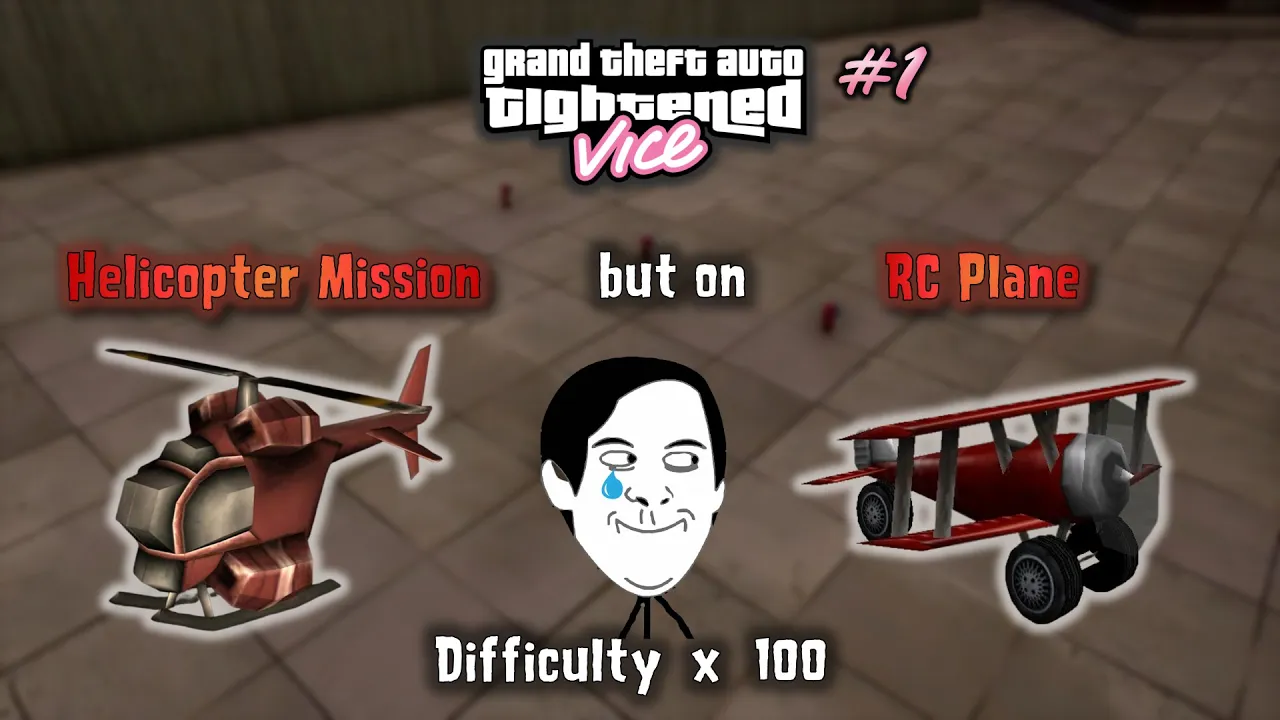 grand theft auto
tightened
vice
#1
Helicopter Mission but on RC Plane
Difficulty x 100